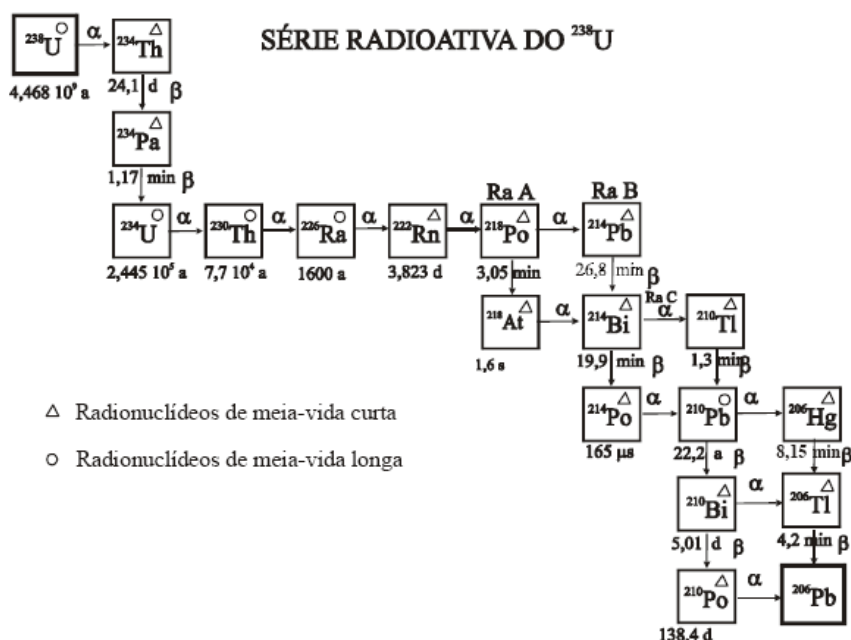 SÉRIE RADIOATIVA DO ²³⁸U
²³⁸U α ²³⁴Th
4,468 10⁹ a 24,1 d β
²³⁴Pa
1,17 min β
Ra A Ra B
²³⁴U α ²³⁰Th α ²²⁶Ra α ²²²Rn α ²¹⁸Po α ²¹⁴Pb
2,445 10⁵ a 7,7 10⁴ a 1600 a 3,823 d 3,05 min 26,8 min β
Ra C
²¹⁸At α ²¹⁴Bi α ²¹⁰Tl
1,6 s 19,9 min β 1,3 min β
²¹⁴Po α ²¹⁰Pb α ²⁰⁶Hg
165 µs 22,2 a β 8,15 min β
△ Radionuclídeos de meia-vida curta
○ Radionuclídeos de meia-vida longa
²¹⁰Bi α ²⁰⁶Tl
5,01 d β 4,2 min β
²¹⁰Po α ²⁰⁶Pb
138,4 d